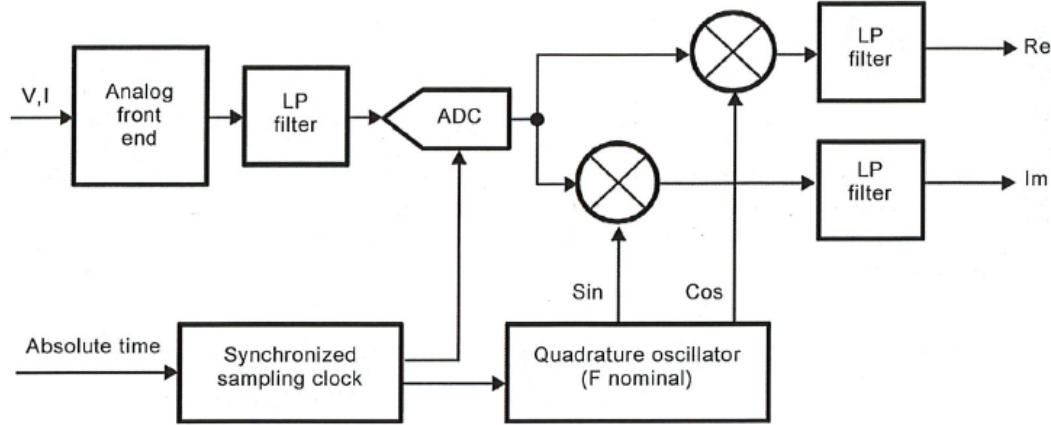 V,I
Analog
front
end
LP
filter
ADC
LP
filter
Re
LP
filter
Im
Sin
Cos
Absolute time
Synchronized
sampling clock
Quadrature oscillator
(F nominal)